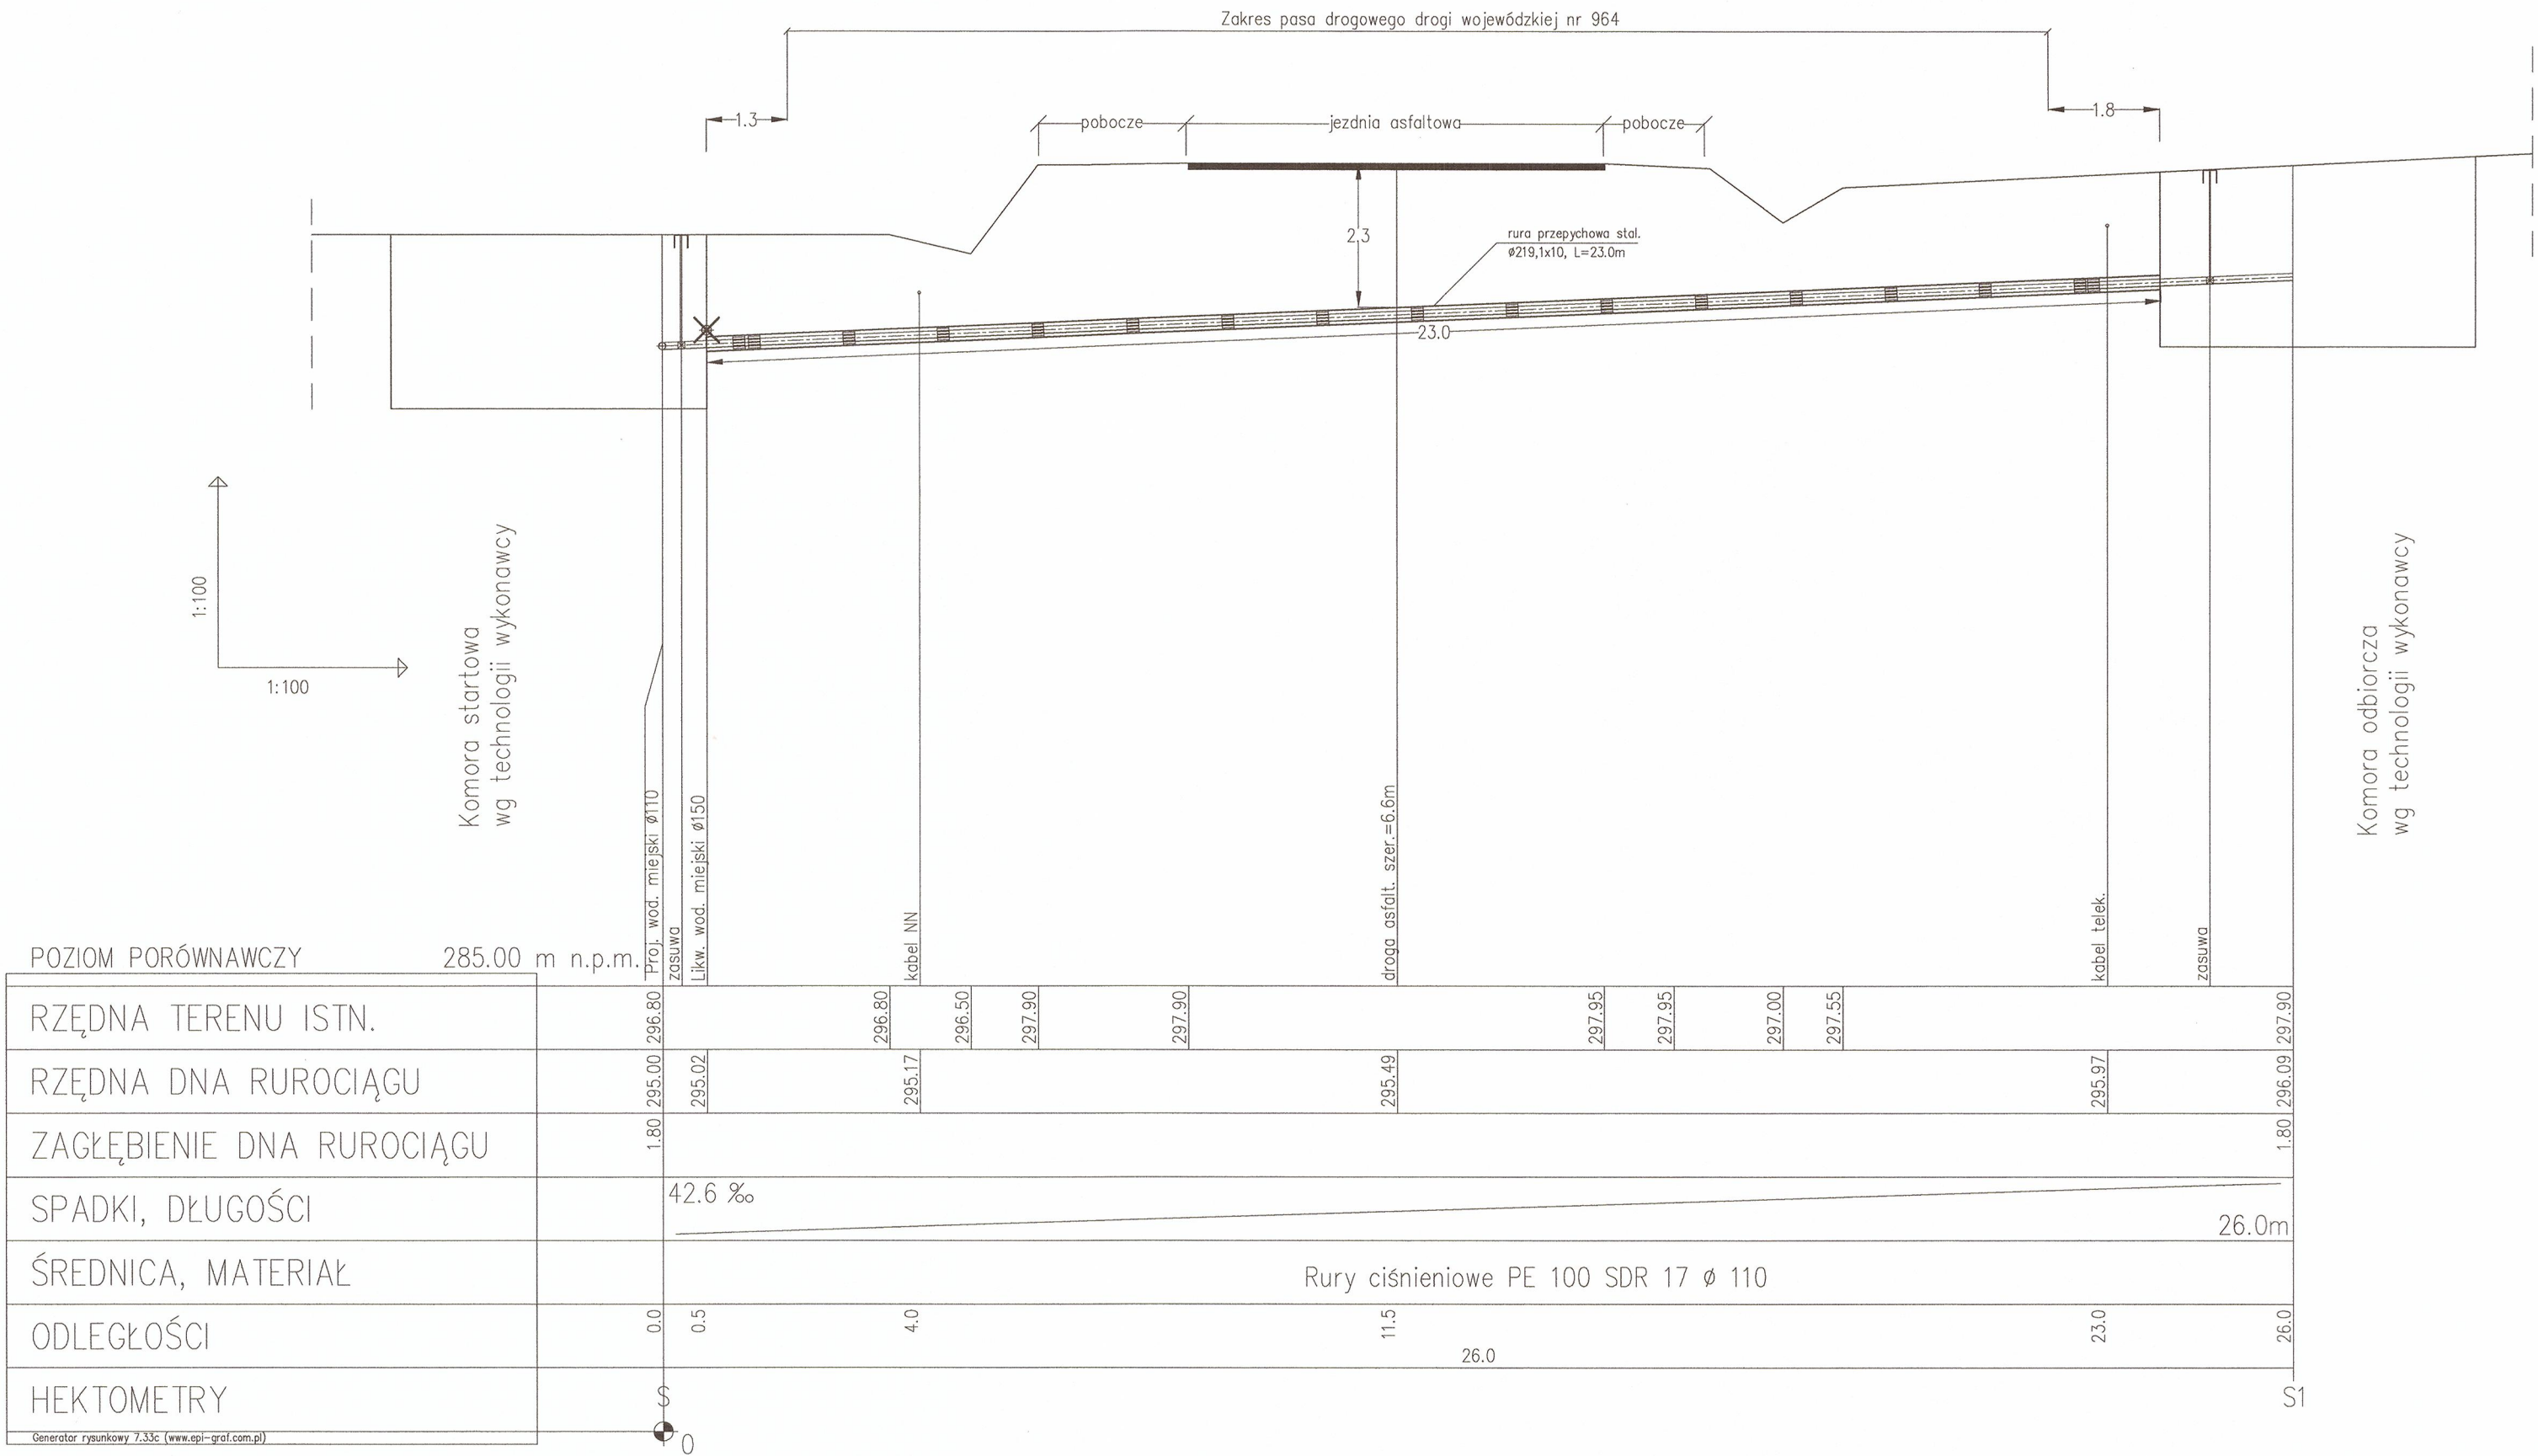 Zakres pasa drogowego drogi wojewódzkiej nr 964
1.3
1.8
pobocze
jezdnia asfaltowa
pobocze
2,3
rura przepychowa stal.
ø219,1x10, L=23.0m
23.0
1:100
1:100
Komora startowa
wg technologii wykonawcy
Komora odbiorcza
wg technologii wykonawcy
Proj. wod. miejski ø110
zasuwa
Likw. wod. miejski ø150
kabel NN
droga asfalt. szer.=6.6m
kabel telek.
zasuwa
POZIOM PORÓWNAWCZY 285.00 m n.p.m.
RZĘDNA TERENU ISTN. 296.80 296.80 296.50 297.90 297.90 297.95 297.95 297.00 297.55 297.90
RZĘDNA DNA RUROCIĄGU 295.00 295.02 295.17 295.49 295.97 296.09
ZAGŁĘBIENIE DNA RUROCIĄGU 1.80 1.80
SPADKI, DŁUGOŚCI 42.6 ‰ 26.0m
ŚREDNICA, MATERIAŁ Rury ciśnieniowe PE 100 SDR 17 ø 110
ODLEGŁOŚCI 0.0 0.5 4.0 11.5 23.0 26.0
26.0
HEKTOMETRY S S1
0
Generator rysunkowy 7.33c (www.epi-graf.com.pl)